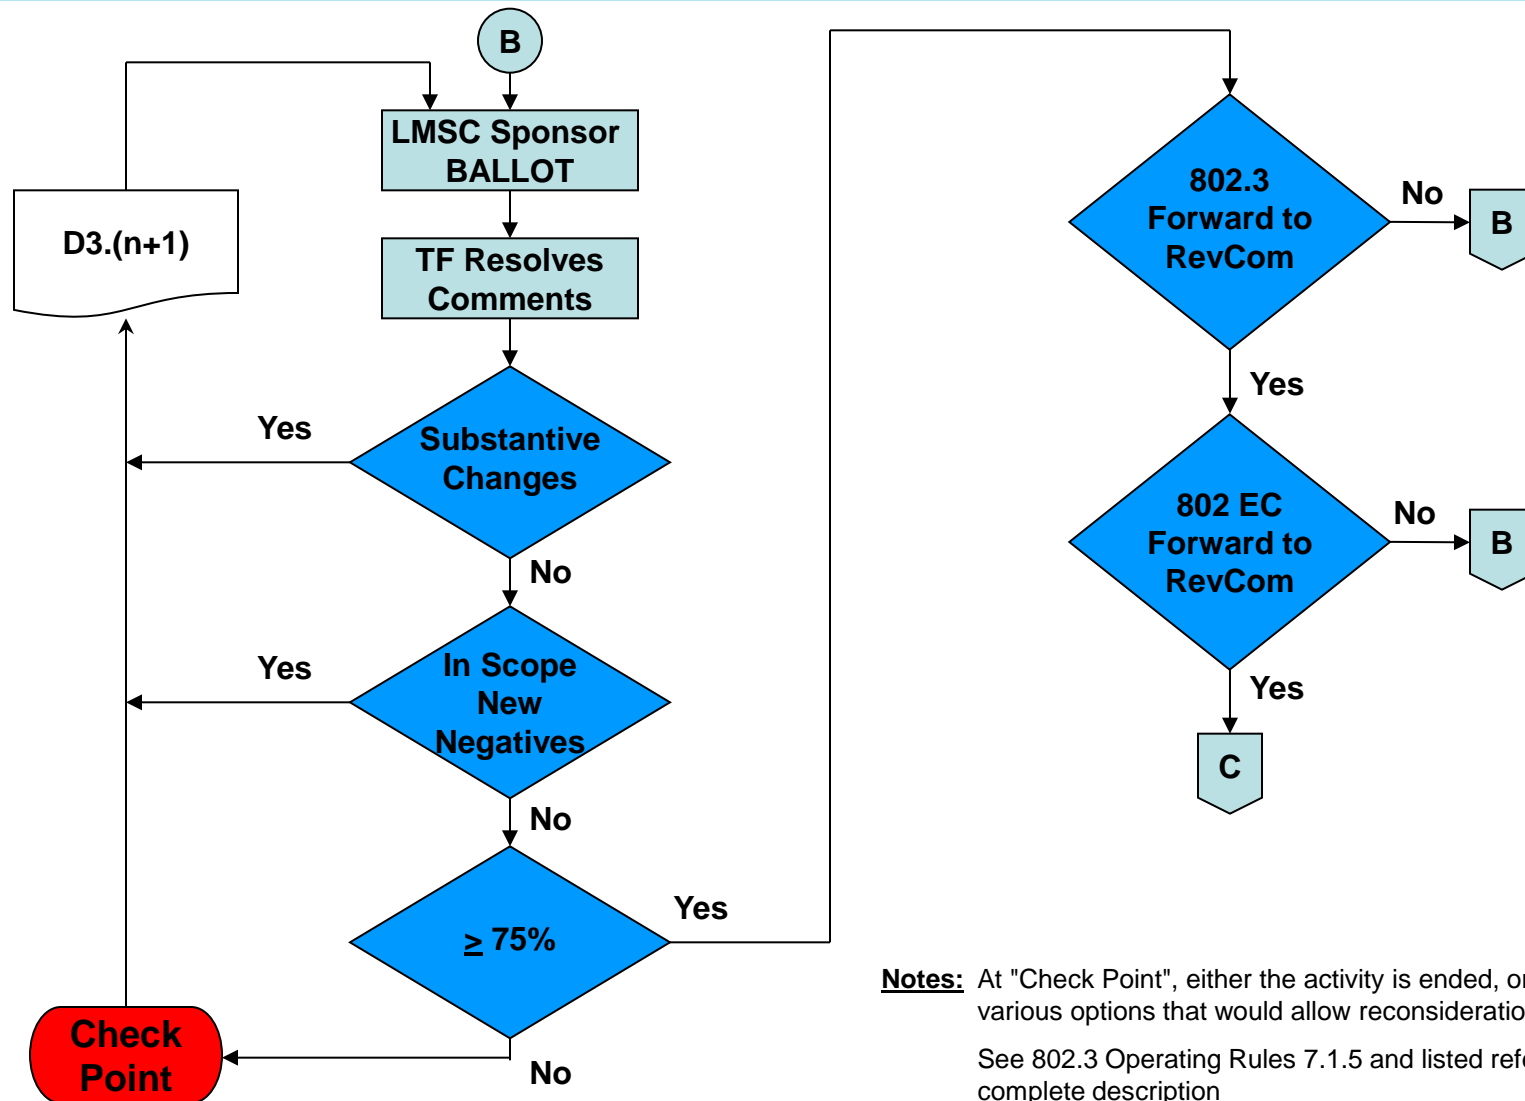 B
LMSC Sponsor
BALLOT
D3.(n+1)
TF Resolves
Comments
Yes
Substantive
Changes
No
Yes
In Scope
New
Negatives
No
≥ 75%
Yes
No
Check
Point
802.3
Forward to
RevCom
No
B
Yes
802 EC
Forward to
RevCom
No
B
Yes
C
Notes: At "Check Point", either the activity is ended, or
various options that would allow
See 802.3 Operating Rules 7.1.5 and listed
complete description